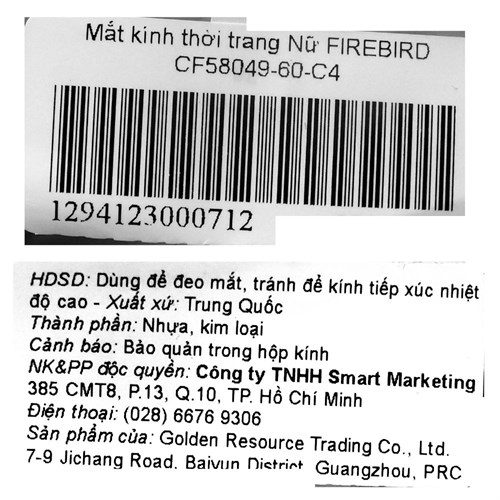 Mắt kính thời trang Nữ FIREBIRD
CF58049-60-C4
1294123000712
HDSD: Dùng để đeo mắt, tránh để kính tiếp xúc nhiệt
độ cao - Xuất xứ: Trung Quốc
Thành phần: Nhựa, kim loại
Cảnh báo: Bảo quản trong hộp kính
NK&PP độc quyền: Công ty TNHH Smart Marketing
385 CMT8, P.13, Q.10, TP. Hồ Chí Minh
Điện thoại: (028) 6676 9306
Sản phẩm của: Golden Resource Trading Co., Ltd.
7-9 Jichang Road, Baiyun District, Guangzhou, PRC